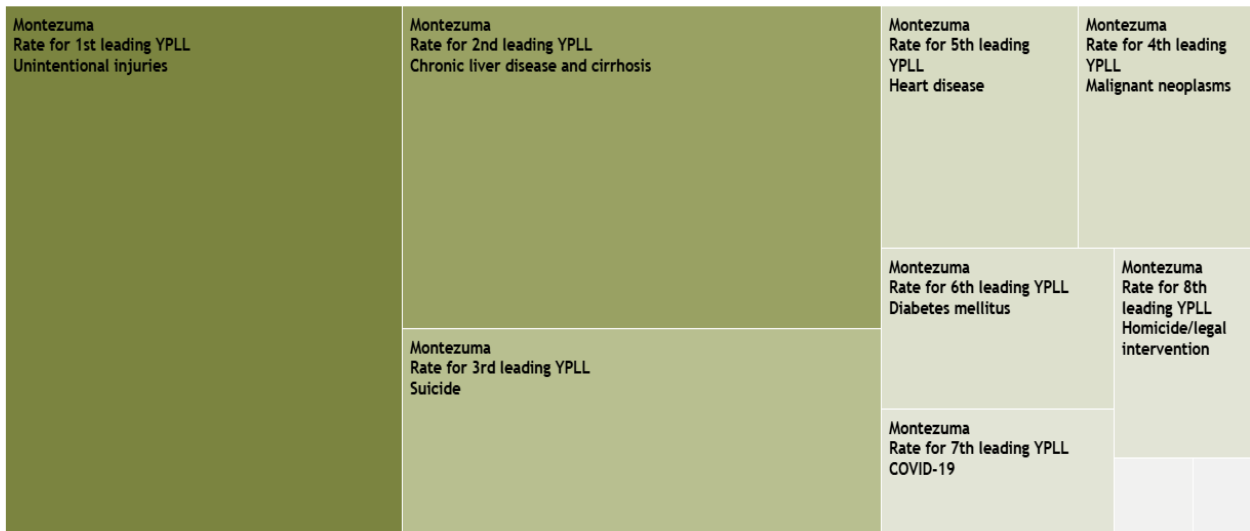 Montezuma
Rate for 1st leading YPLL
Unintentional injuries
Montezuma
Rate for 2nd leading YPLL
Chronic liver disease and cirrhosis
Montezuma
Rate for 3rd leading YPLL
Suicide
Montezuma
Rate for 5th leading
YPLL
Heart disease
Montezuma
Rate for 4th leading
YPLL
Malignant neoplasms
Montezuma
Rate for 6th leading YPLL
Diabetes mellitus
Montezuma
Rate for 8th
leading YPLL
Homicide/legal
intervention
Montezuma
Rate for 7th leading YPLL
COVID-19